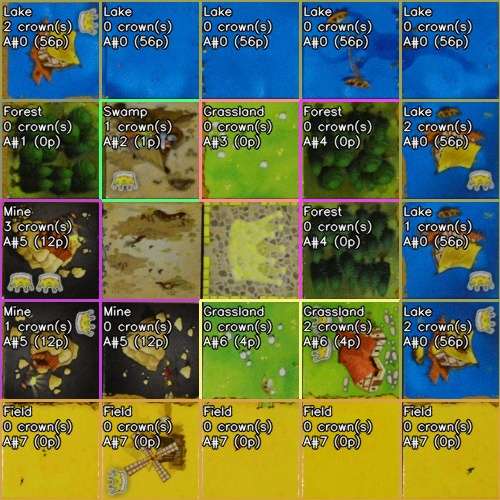 Lake
2 crown(s)
A#0 (56p)
Lake
0 crown(s)
A#0 (56p)
Lake
0 crown(s)
A#0 (56p)
Lake
0 crown(s)
A#0 (56p)
Lake
0 crown(s)
A#0 (56p)
Forest
0 crown(s)
A#1 (0p)
Swamp
1 crown(s)
A#2 (1p)
Grassland
0 crown(s)
A#3 (0p)
Forest
0 crown(s)
A#4 (0p)
Lake
2 crown(s)
A#0 (56p)
Mine
3 crown(s)
A#5 (12p)
Forest
0 crown(s)
A#4 (0p)
Lake
1 crown(s)
A#0 (56p)
Mine
1 crown(s)
A#5 (12p)
Mine
0 crown(s)
A#5 (12p)
Grassland
0 crown(s)
A#6 (4p)
Grassland
2 crown(s)
A#6 (4p)
Lake
2 crown(s)
A#0 (56p)
Field
0 crown(s)
A#7 (0p)
Field
0 crown(s)
A#7 (0p)
Field
0 crown(s)
A#7 (0p)
Field
0 crown(s)
A#7 (0p)
Field
0 crown(s)
A#7 (0p)